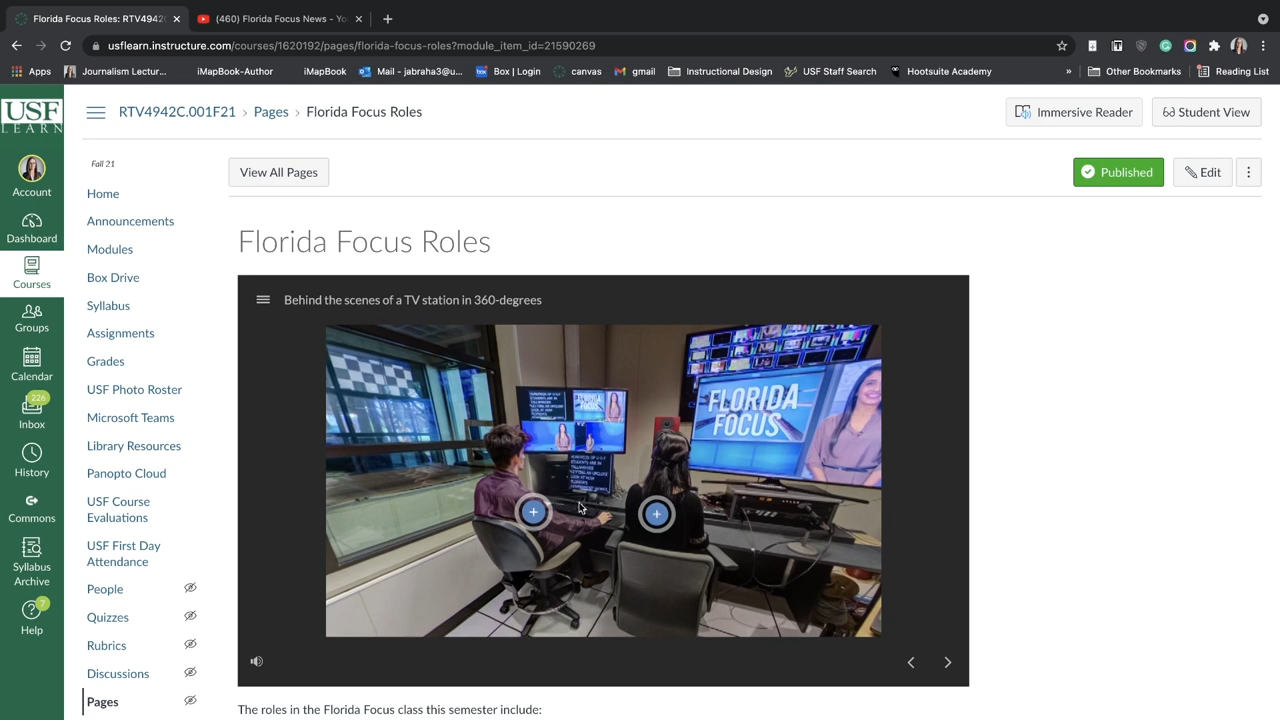 Florida Focus Roles: RTV4942
(460) Florida Focus News - Yo
usflearn.instructure.com/courses/1620192/pages/florida-focus-roles?module_item_id=21590269
Apps
Journalism Lectur...
iMapBook-Author
iMapBook
Mail - jabraha3@u...
Box | Login
canvas
gmail
Instructional Design
USF Staff Search
Hootsuite Academy
»
Other Bookmarks
Reading List
USF
LEARN
RTV4942C.001F21 > Pages > Florida Focus Roles
Immersive Reader
Student View
Account
Dashboard
Courses
Groups
Calendar
226
Inbox
History
Commons
Syllabus
Archive
7
Help
Fall 21
Home
Announcements
Modules
Box Drive
Syllabus
Assignments
Grades
USF Photo Roster
Microsoft Teams
Library Resources
Panopto Cloud
USF Course
Evaluations
USF First Day
Attendance
People
Quizzes
Rubrics
Discussions
Pages
View All Pages
Published
Edit
Florida Focus Roles
Behind the scenes of a TV station in 360-degrees
FLORIDA
FOCUS
FLORIDA
FOCUS
The roles in the Florida Focus class this semester include: